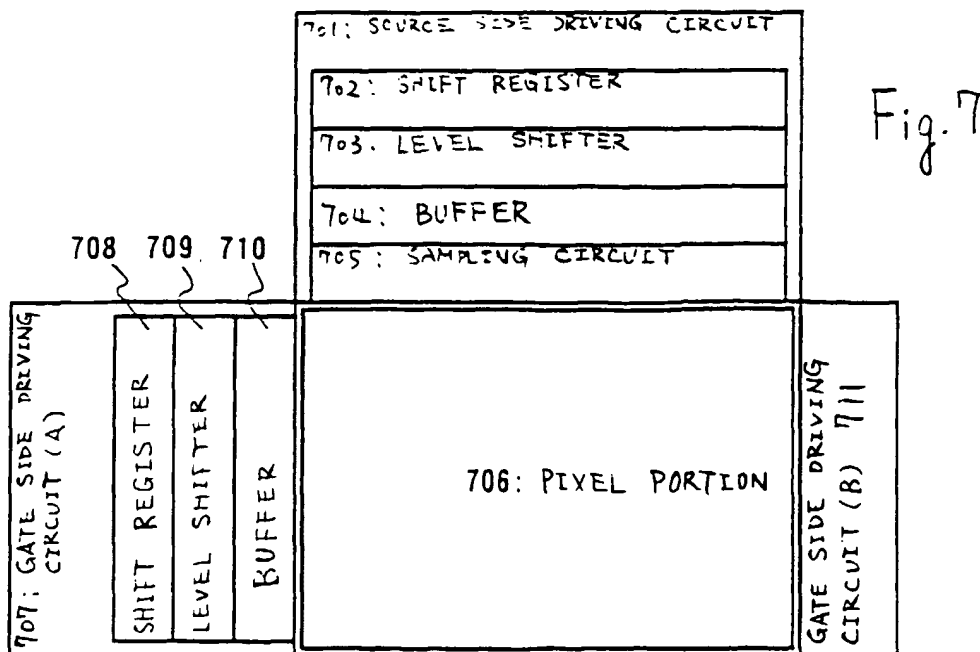 701: SOURCE SIDE DRIVING CIRCUIT
702: SHIFT REGISTER
703. LEVEL SHIFTER
704: BUFFER
705: SAMPLING CIRCUIT
Fig.7
708 709 710
707: GATE SIDE DRIVING
CIRCUIT (A)
SHIFT REGISTER
LEVEL SHIFTER
BUFFER
706: PIXEL PORTION
GATE SIDE DRIVING
CIRCUIT (B) 711